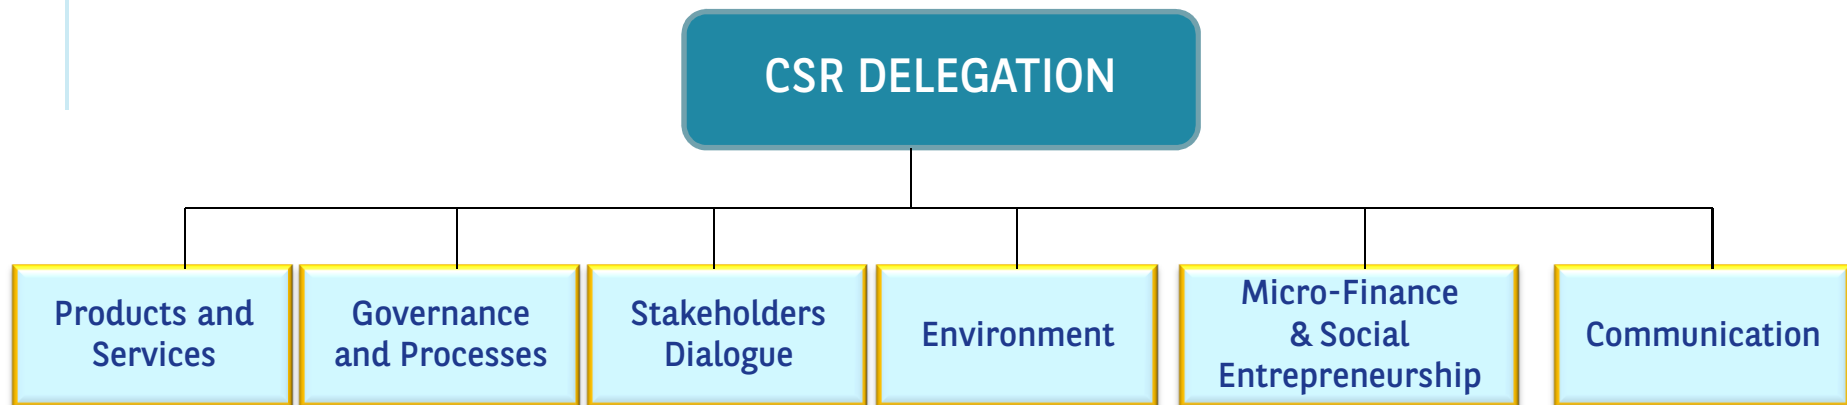 CSR DELEGATION
Products and
Services
Governance
and Processes
Stakeholders
Dialogue
Environment
Micro-Finance
& Social
Entrepreneurship
Communication